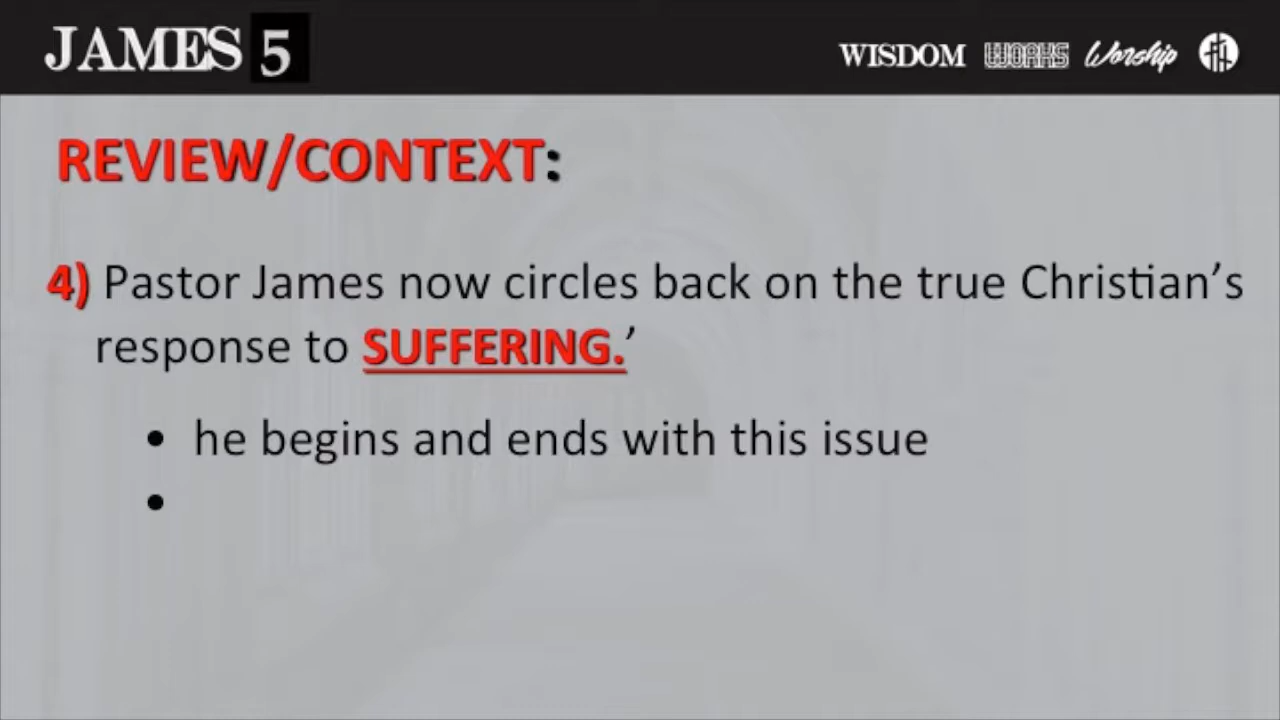 JAMES 5
WISDOM WORKS Worship
REVIEW/CONTEXT:
4) Pastor James now circles back on the true Christian’s
response to SUFFERING.’
• he begins and ends with this issue
•